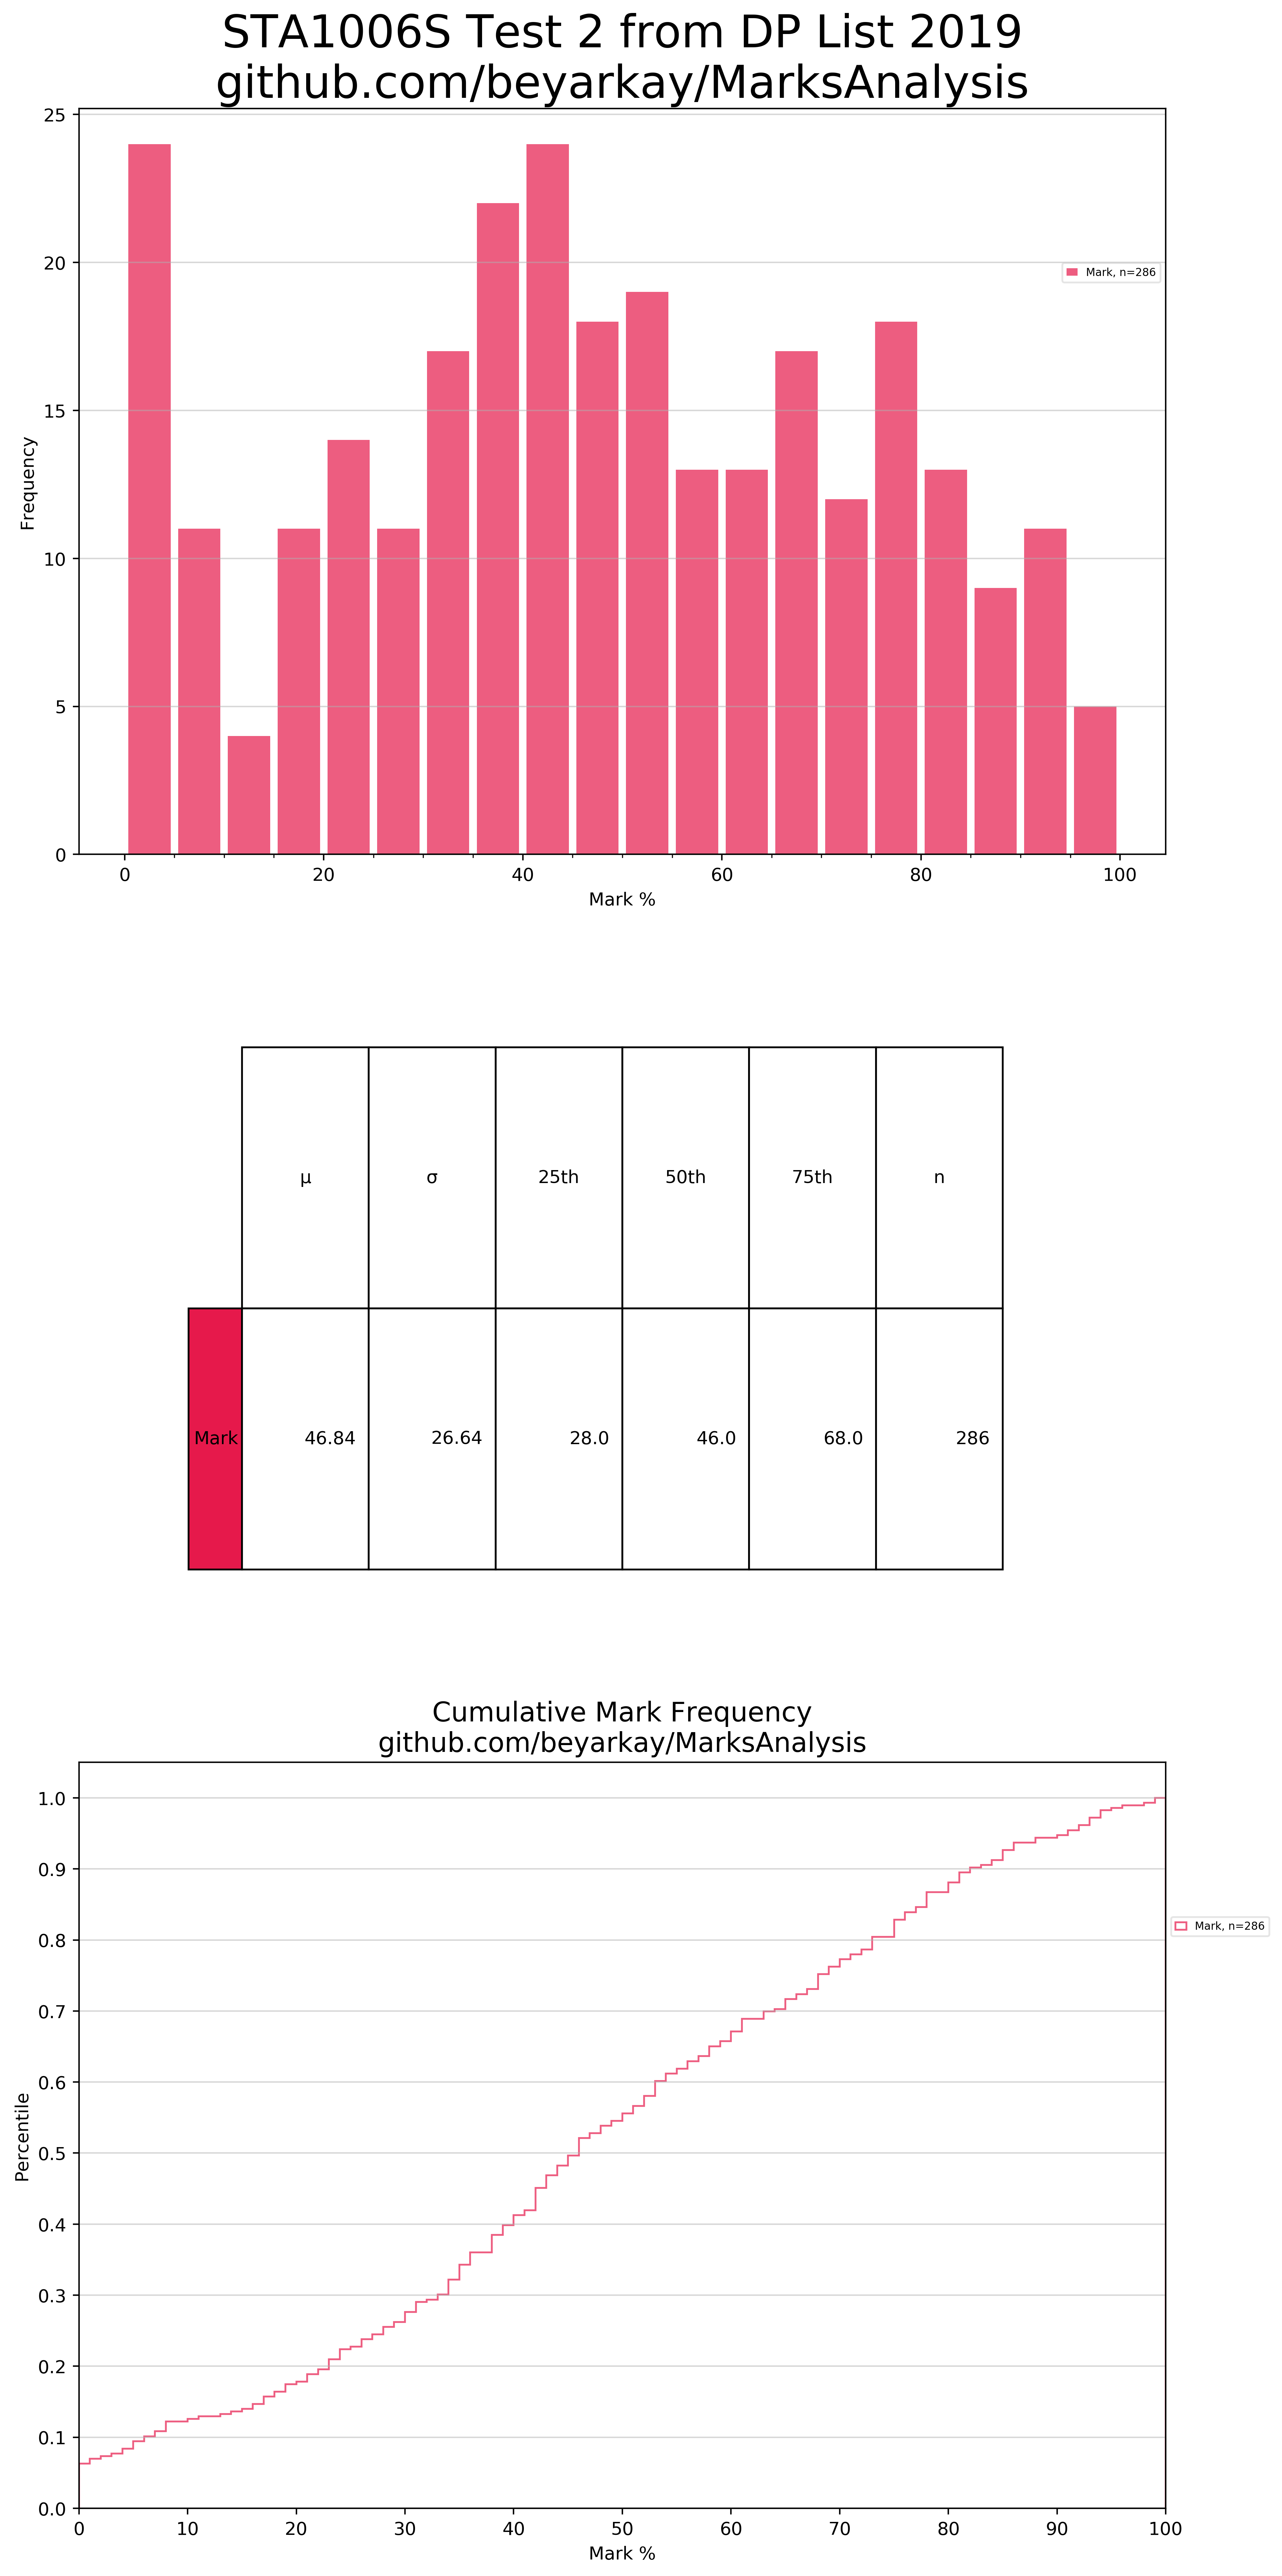 STA1006S Test 2 from DP List 2019
github.com/beyarkay/MarksAnalysis
25
20
15
10
5
0
Frequency
Mark, n=286
0 20 40 60 80 100
Mark %
µ σ 25th 50th 75th n
Mark 46.84 26.64 28.0 46.0 68.0 286
Cumulative Mark Frequency
github.com/beyarkay/MarksAnalysis
1.0
0.9
0.8
0.7
0.6
0.5
0.4
0.3
0.2
0.1
0.0
Percentile
Mark, n=286
0 10 20 30 40 50 60 70 80 90 100
Mark %